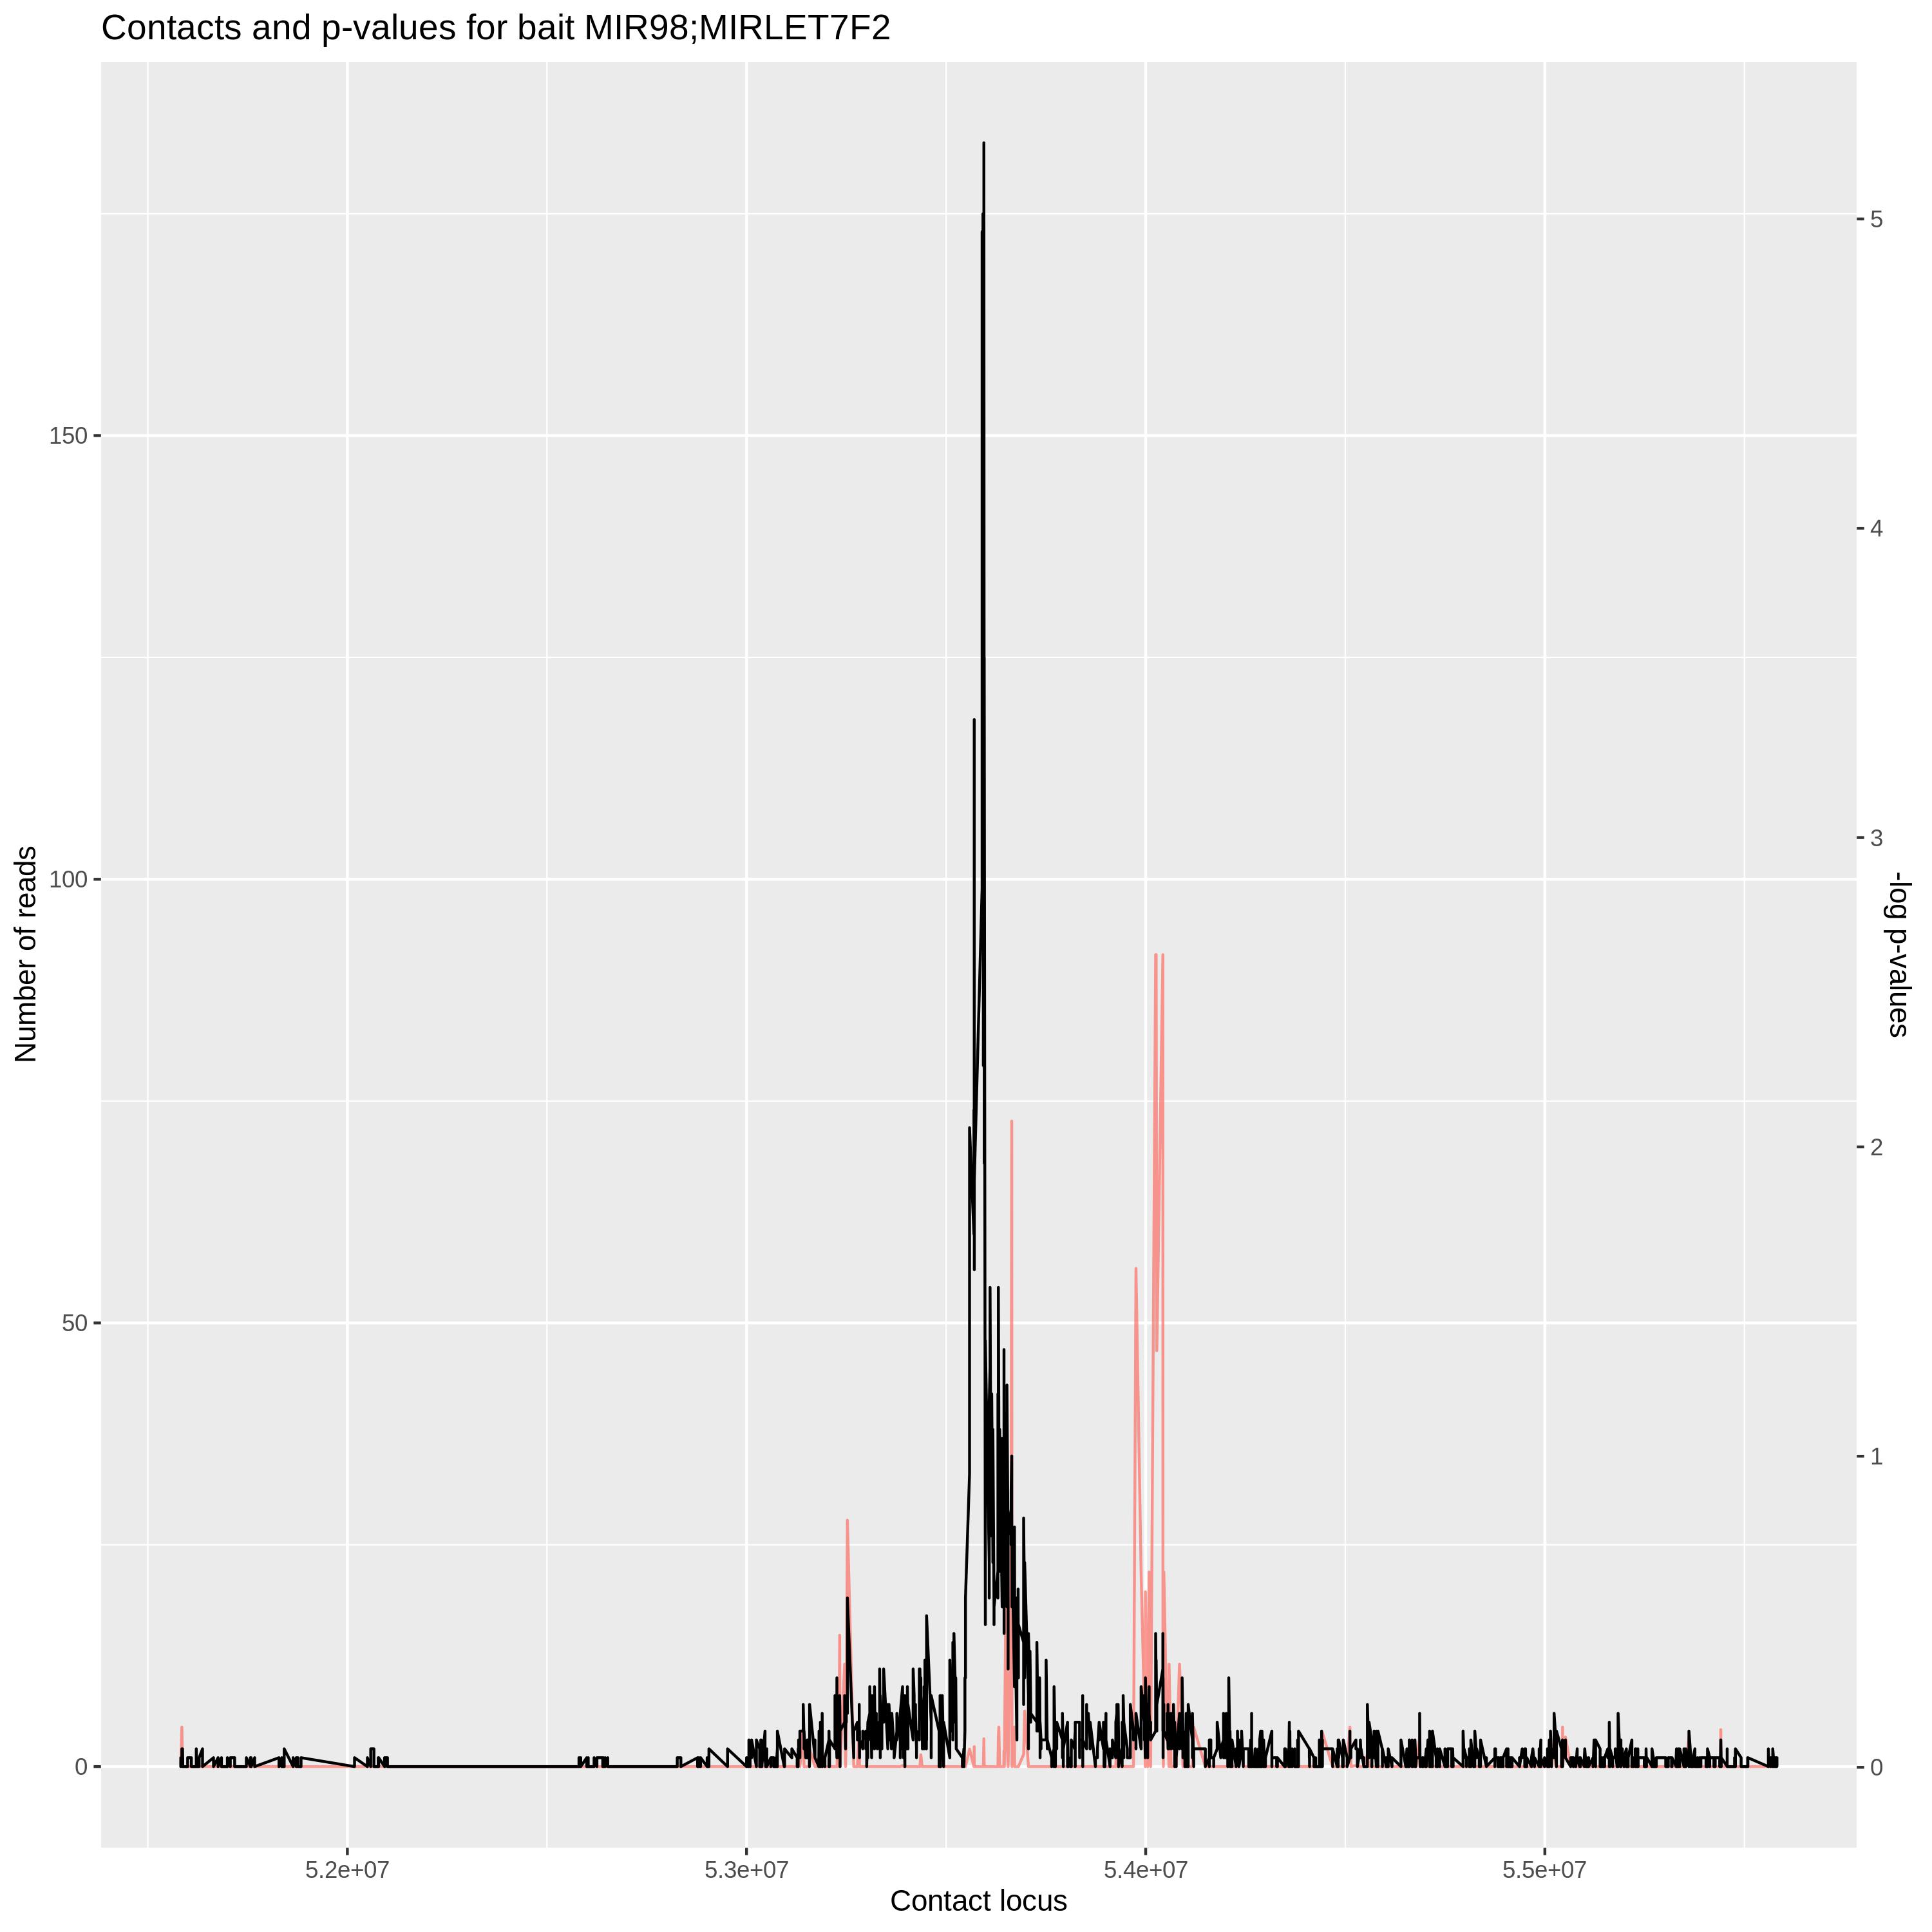 Contacts and p-values for bait MIR98;MIRLET7F2
Number of reads
150
100
50
0
5
4
3
2
1
0
-log p-values
5.2e+07
5.3e+07
5.4e+07
5.5e+07
Contact locus